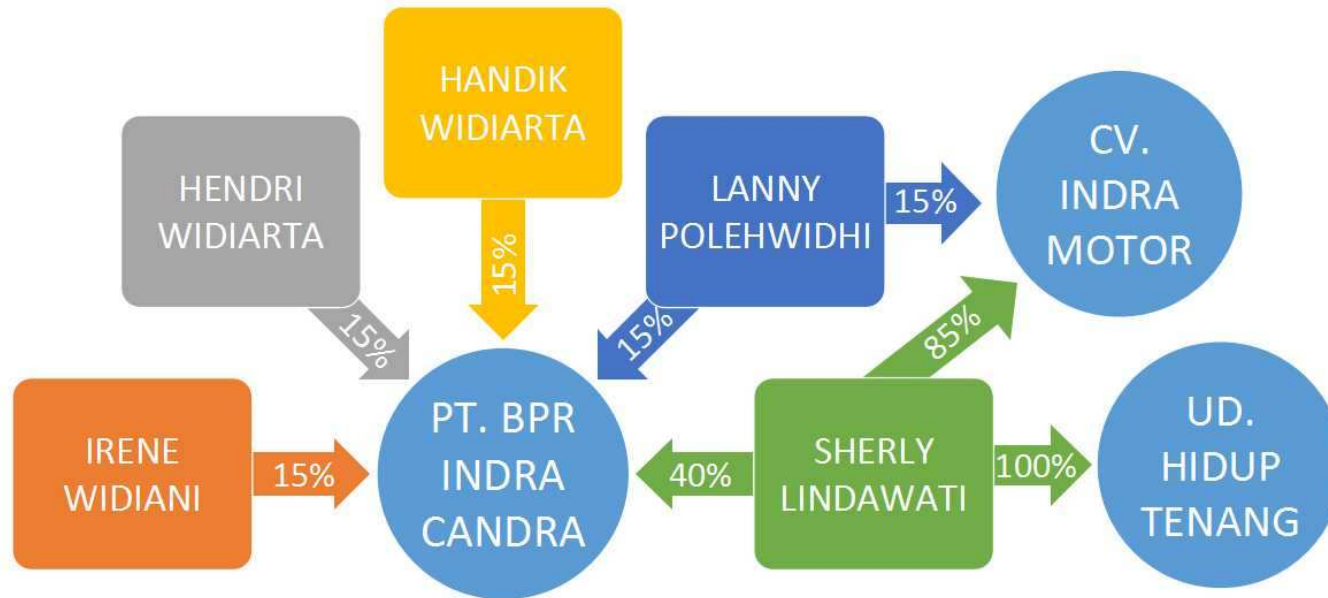 HANDIK
WIDIARTA
HENDRI
WIDIARTA
LANNY
POLEHWIDHI
15%
CV.
INDRA
MOTOR
15%
15%
15%
85%
IRENE
WIDIANI
15%
PT. BPR
INDRA
CANDRA
40%
SHERLY
LINDAWATI
100%
UD.
HIDUP
TENANG